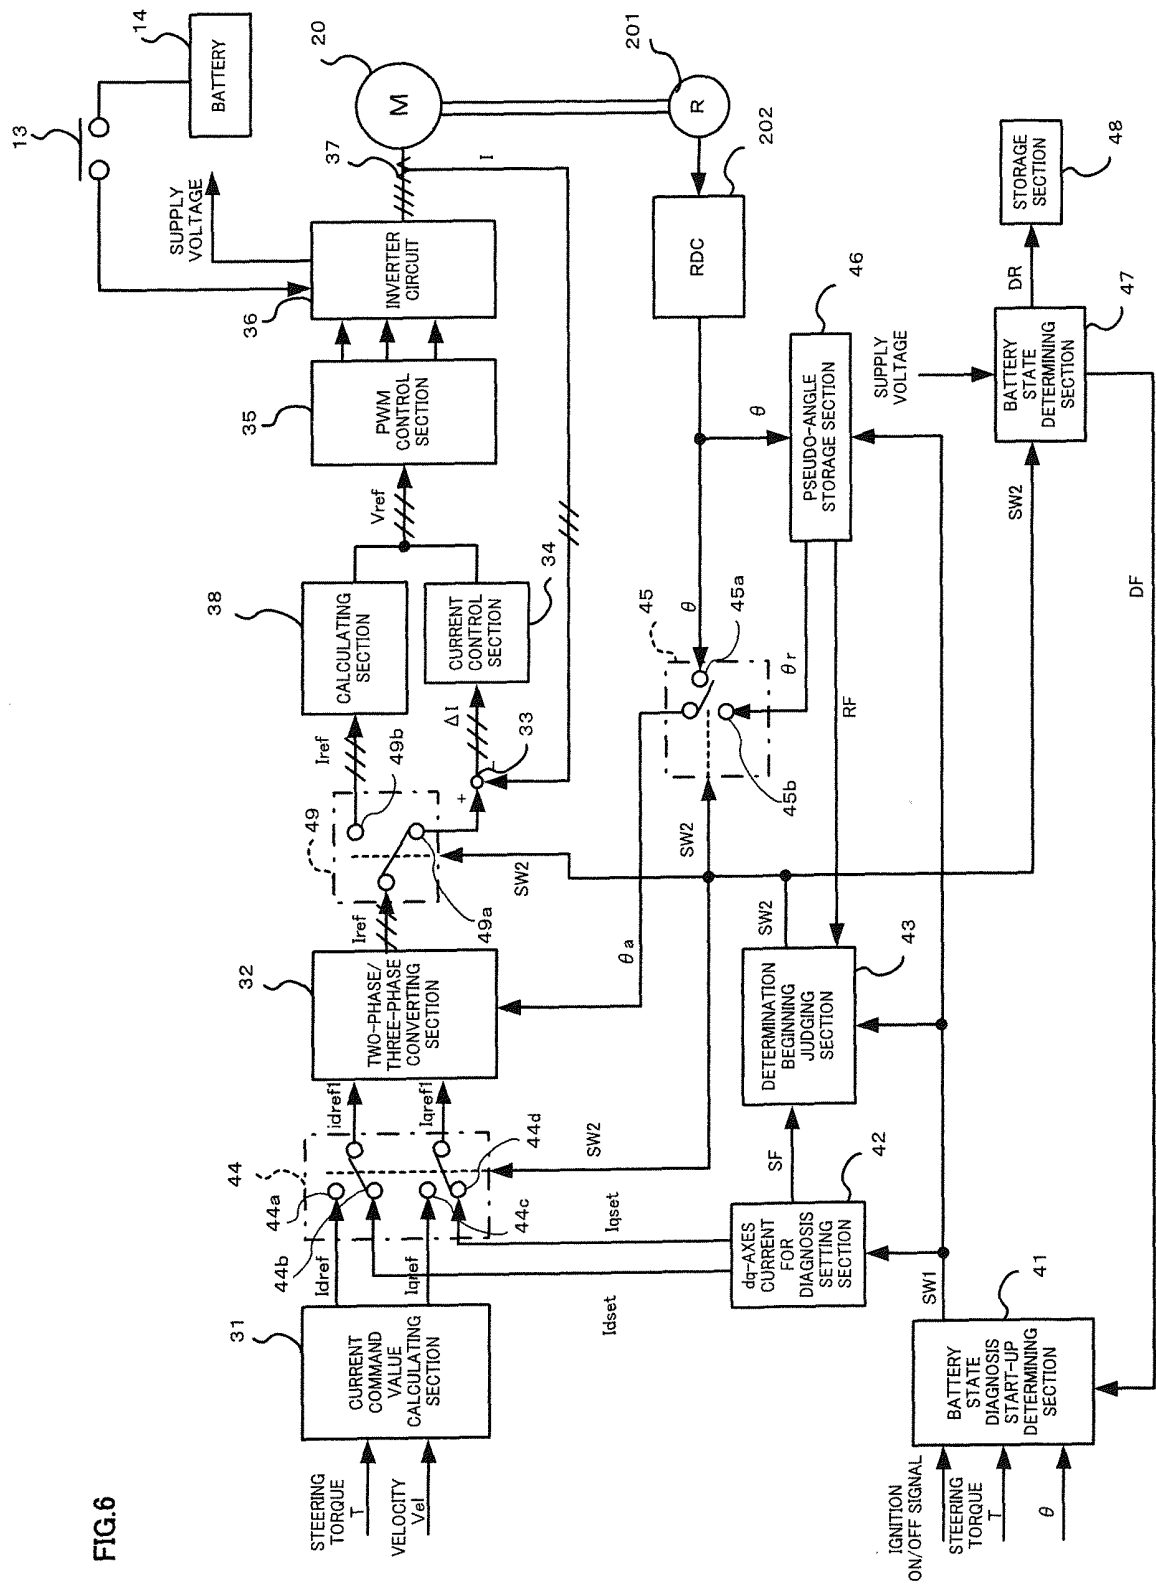 FIG.6
13
14
BATTERY
SUPPLY
VOLTAGE
20
M
37
I
201
R
202
RDC
36
INVERTER
CIRCUIT
35
PWM
CONTROL
SECTION
Vref
38
CALCULATING
SECTION
34
CURRENT
CONTROL
SECTION
ΔI
33
+
−
Iref
49
49b
49a
SW2
Iref
32
TWO-PHASE/
THREE-PHASE
CONVERTING
SECTION
idref1
Iqref1
44
44a
44b
44c
44d
SW2
Idref
Iqref
31
CURRENT
COMMAND
VALUE
CALCULATING
SECTION
STEERING
TORQUE
T
VELOCITY
Vel
Idset
Iqset
θ
θ
45
45a
45b
SW2
θa
θr
RF
46
PSEUDO-ANGLE
STORAGE SECTION
SUPPLY
VOLTAGE
47
BATTERY
STATE
DETERMINING
SECTION
DR
48
STORAGE
SECTION
SW2
DF
SW2
43
DETERMINATION
BEGINNING
JUDGING
SECTION
SF
42
dq-AXES
CURRENT
FOR
DIAGNOSIS
SETTING
SECTION
SW1
41
BATTERY
STATE
DIAGNOSIS
START-UP
DETERMINING
SECTION
IGNITION
ON/OFF SIGNAL
STEERING
TORQUE
T
θ